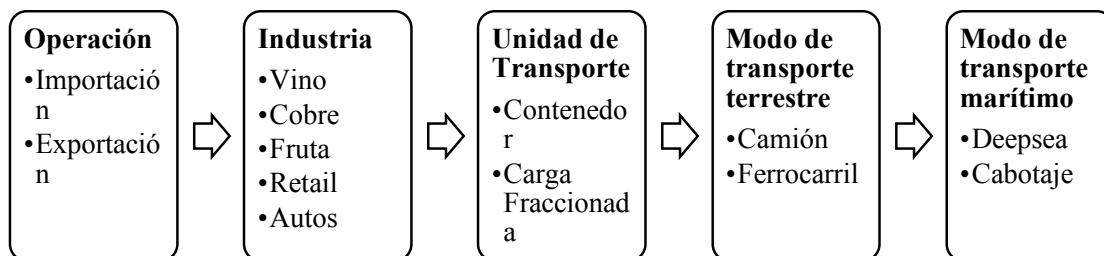 Operación
•Importació
n
•Exportació
n
Industria
•Vino
•Cobre
•Fruta
•Retail
•Autos
Unidad de
Transporte
•Contenedo
r
•Carga
Fraccionad
a
Modo de
transporte
terrestre
•Camión
•Ferrocarril
Modo de
transporte
marítimo
•Deepsea
•Cabotaje